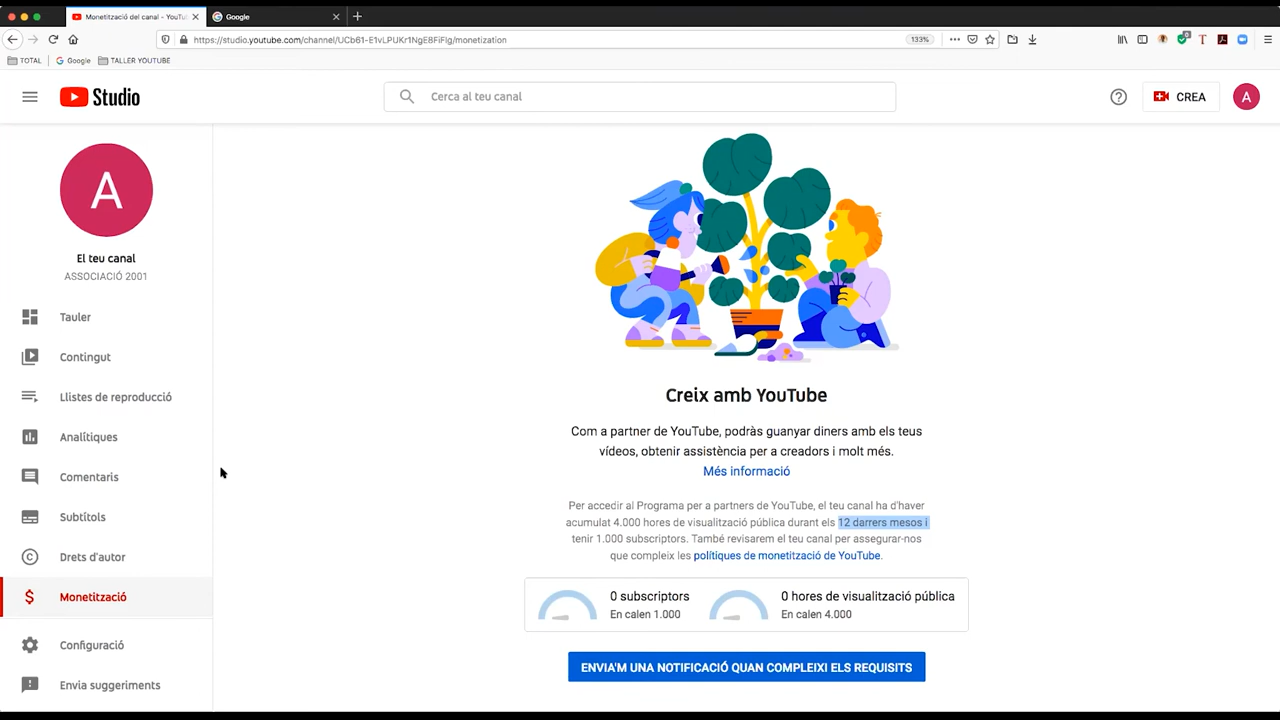 Monetització del canal - YouTu
Google
https://studio.youtube.com/channel/UCb61-E1vLPUKr1NgE8FiFlg/monetization
133%
TOTAL
Google
TALLER YOUTUBE
Studio
Cerca al teu canal
CREA
A
A
El teu canal
ASSOCIACIÓ 2001
Tauler
Contingut
Llistes de reproducció
Analítiques
Comentaris
Subtítols
Drets d'autor
Monetització
Configuració
Envia suggeriments
Creix amb YouTube
Com a partner de YouTube, podràs guanyar diners amb els teus
vídeos, obtenir assistència per a creadors i molt més.
Més informació
Per accedir al Programa per a partners de YouTube, el teu canal ha d'haver
acumulat 4.000 hores de visualització pública durant els 12 darrers mesos i
tenir 1.000 subscriptors. També revisarem el teu canal per assegurar-nos
que compleix les polítiques de monetització de YouTube.
0 subscriptors
En calen 1.000
0 hores de visualització pública
En calen 4.000
ENVIA'M UNA NOTIFICACIÓ QUAN COMPLEIXI ELS REQUISITS